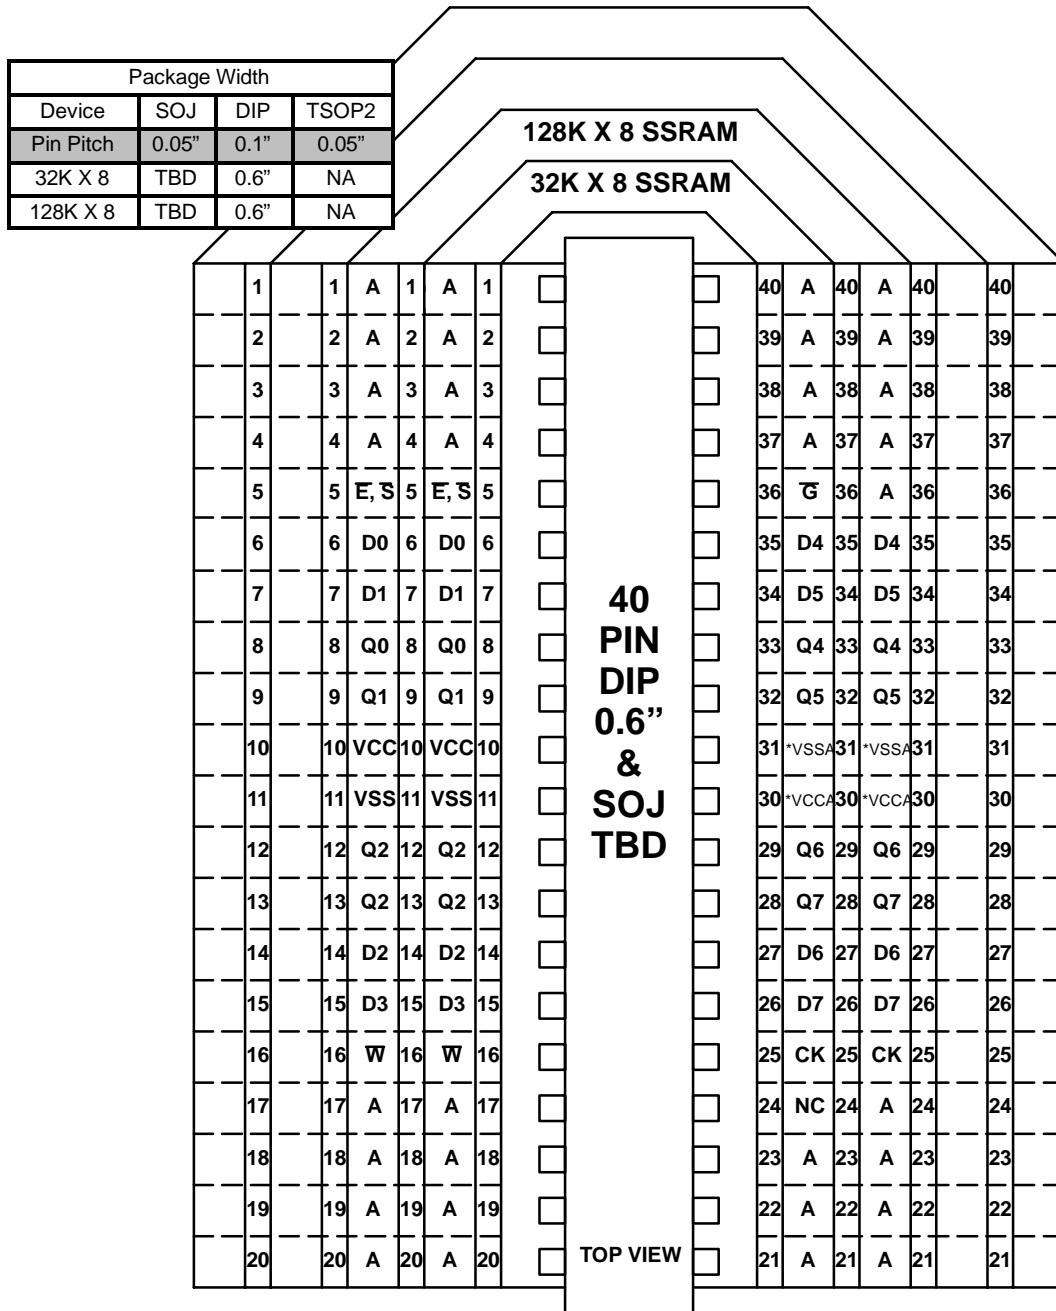 Package Width
Device SOJ DIP TSOP2
Pin Pitch 0.05” 0.1” 0.05”
32K X 8 TBD 0.6” NA
128K X 8 TBD 0.6” NA
128K X 8 SSRAM
32K X 8 SSRAM
1 1 A 1 A 1 40 A 40 A 40 40
2 2 A 2 A 2 39 A 39 A 39 39
3 3 A 3 A 3 38 A 38 A 38 38
4 4 A 4 A 4 37 A 37 A 37 37
5 5 E̅, S̅ 5 E̅, S̅ 5 36 G̅ 36 A 36 36
6 6 D0 6 D0 6 35 D4 35 D4 35 35
7 7 D1 7 D1 7 34 D5 34 D5 34 34
8 8 Q0 8 Q0 8 33 Q4 33 Q4 33 33
9 9 Q1 9 Q1 9 32 Q5 32 Q5 32 32
10 10 VCC 10 VCC 10 31 *VSSA 31 *VSSA 31 31
11 11 VSS 11 VSS 11 30 *VCCA 30 *VCCA 30 30
12 12 Q2 12 Q2 12 29 Q6 29 Q6 29 29
13 13 Q2 13 Q2 13 28 Q7 28 Q7 28 28
14 14 D2 14 D2 14 27 D6 27 D6 27 27
15 15 D3 15 D3 15 26 D7 26 D7 26 26
16 16 W̅ 16 W̅ 16 25 CK 25 CK 25 25
17 17 A 17 A 17 24 NC 24 A 24 24
18 18 A 18 A 18 23 A 23 A 23 23
19 19 A 19 A 19 22 A 22 A 22 22
20 20 A 20 A 20 21 A 21 A 21 21
40
PIN
DIP
0.6”
&
SOJ
TBD
TOP VIEW